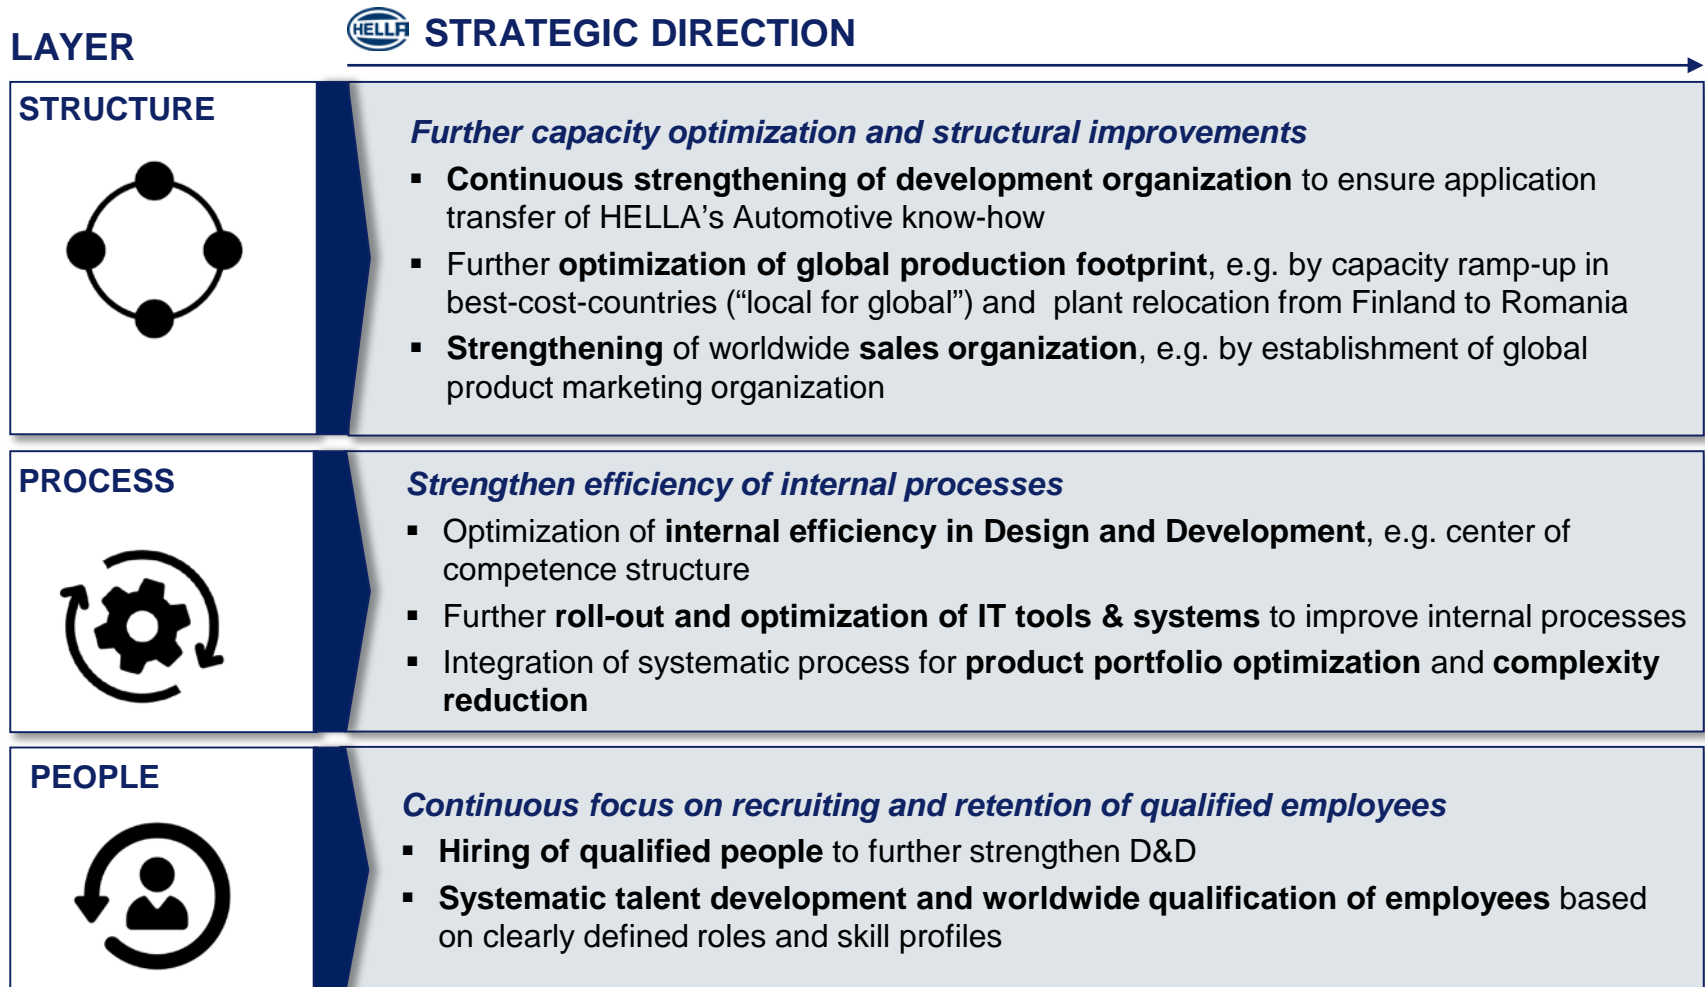 LAYER
HELLA STRATEGIC DIRECTION
STRUCTURE
Further capacity optimization and structural improvements
▪ Continuous strengthening of development organization to ensure application
transfer of HELLA’s Automotive know-how
▪ Further optimization of global production footprint, e.g. by capacity ramp-up in
best-cost-countries (“local for global”) and plant relocation from Finland to Romania
▪ Strengthening of worldwide sales organization, e.g. by establishment of global
product marketing organization
PROCESS
Strengthen efficiency of internal processes
▪ Optimization of internal efficiency in Design and Development, e.g. center of
competence structure
▪ Further roll-out and optimization of IT tools & systems to improve internal processes
▪ Integration of systematic process for product portfolio optimization and complexity
reduction
PEOPLE
Continuous focus on recruiting and retention of qualified employees
▪ Hiring of qualified people to further strengthen D&D
▪ Systematic talent development and worldwide qualification of employees based
on clearly defined roles and skill profiles